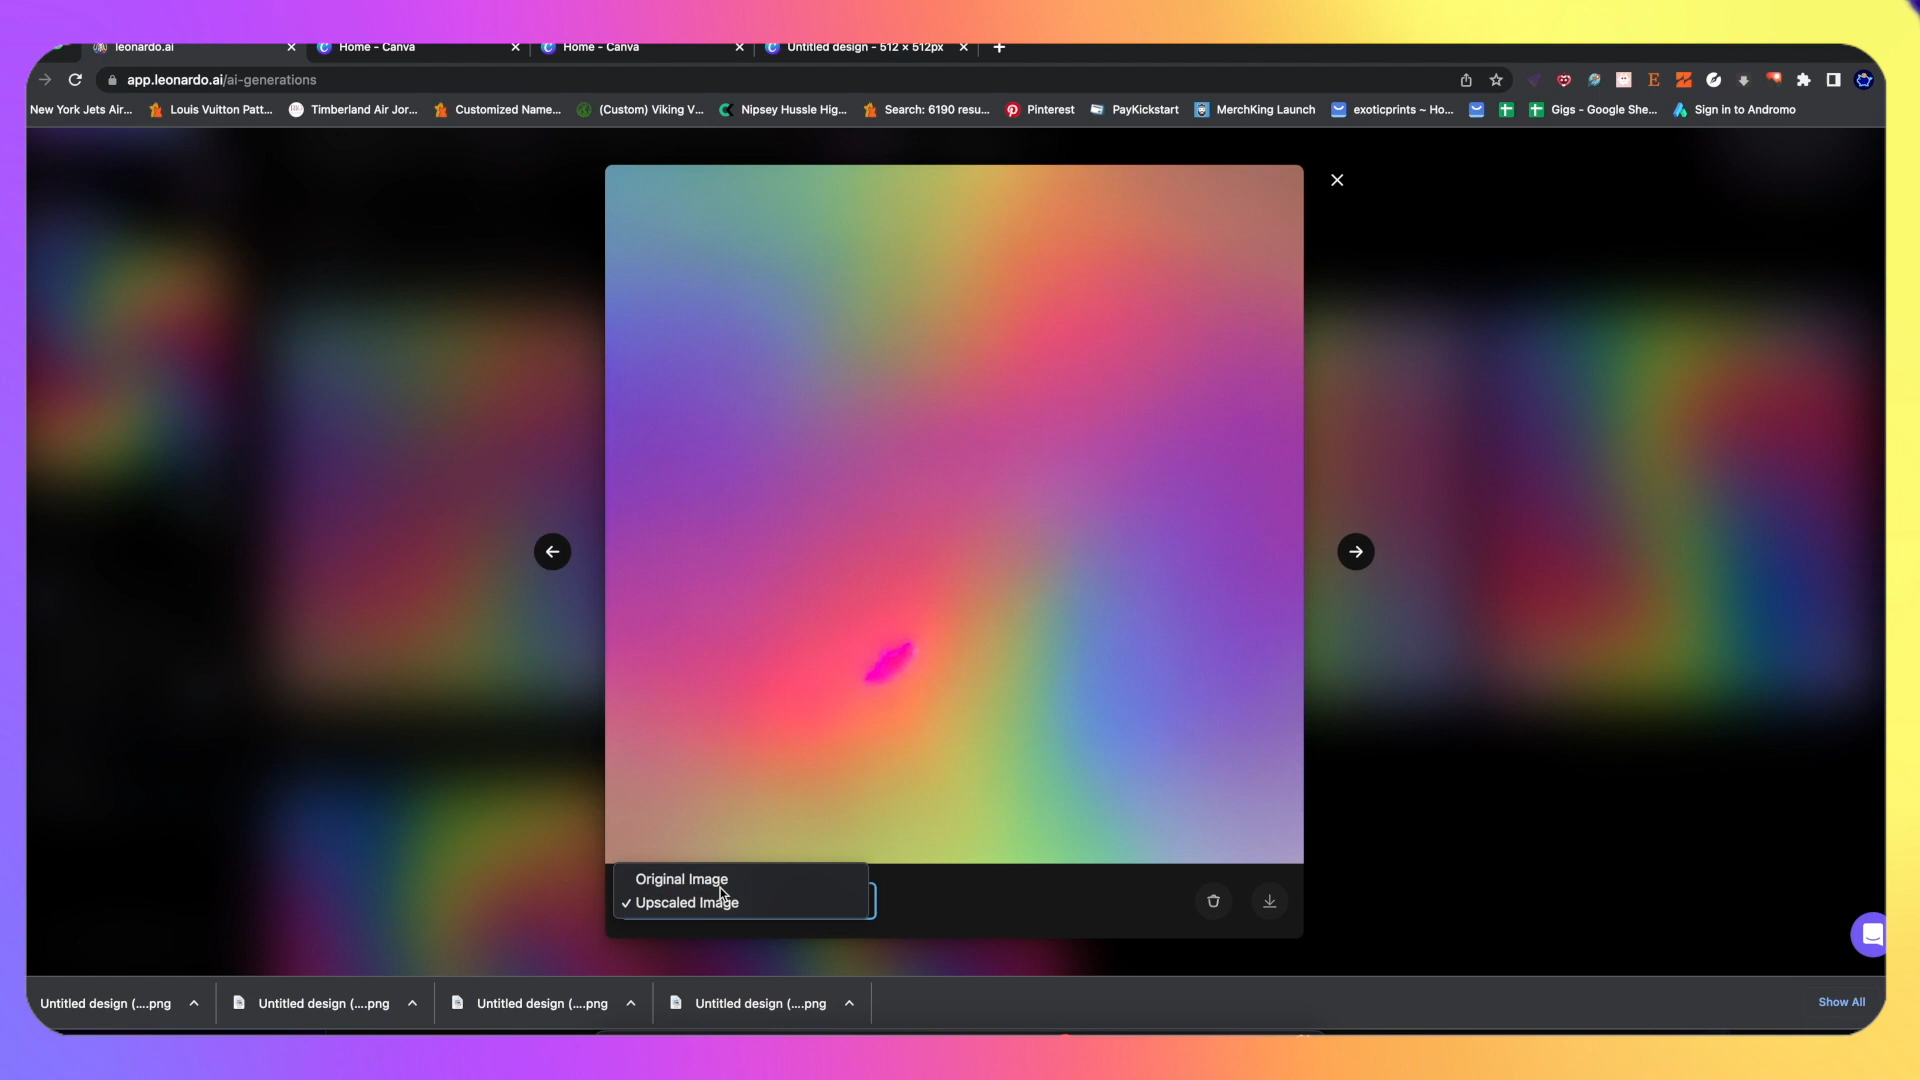 leonardo.ai
Home - Canva
Home - Canva
Untitled design - 512 × 512px
app.leonardo.ai/ai-generations
New York Jets Air...
Louis Vuitton Patt...
Timberland Air Jor...
Customized Name...
(Custom) Viking V...
Nipsey Hussle Hig...
Search: 6190 resu...
Pinterest
PayKickstart
MerchKing Launch
exoticprints ~ Ho...
Gigs - Google She...
Sign in to Andromo
Original Image
✓ Upscaled Image
Untitled design (....png
Untitled design (....png
Untitled design (....png
Untitled design (....png
Show All